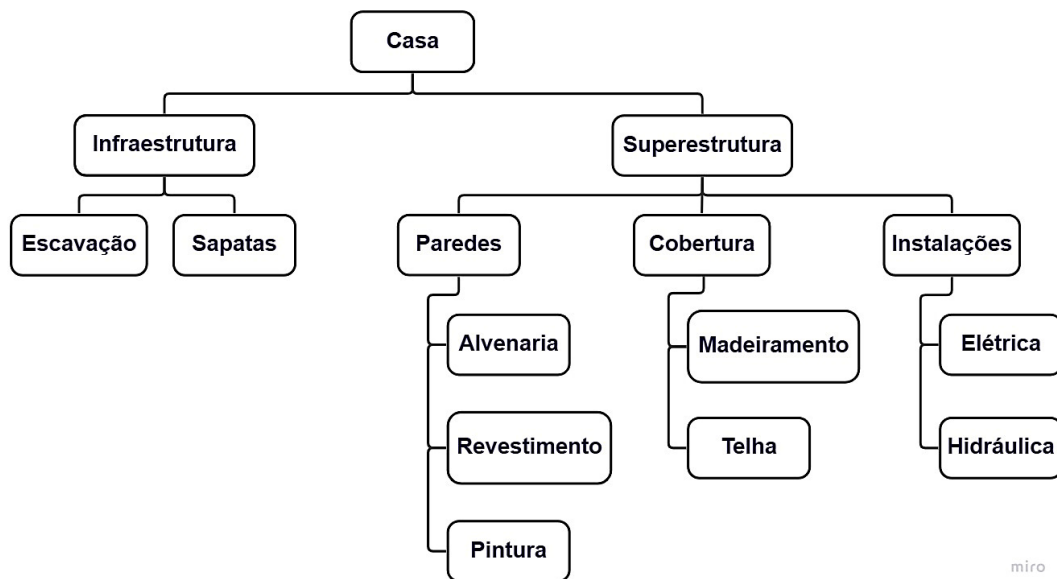 Casa
Infraestrutura
Superestrutura
Escavação
Sapatas
Paredes
Cobertura
Instalações
Alvenaria
Madeiramento
Elétrica
Revestimento
Telha
Hidráulica
Pintura
miro